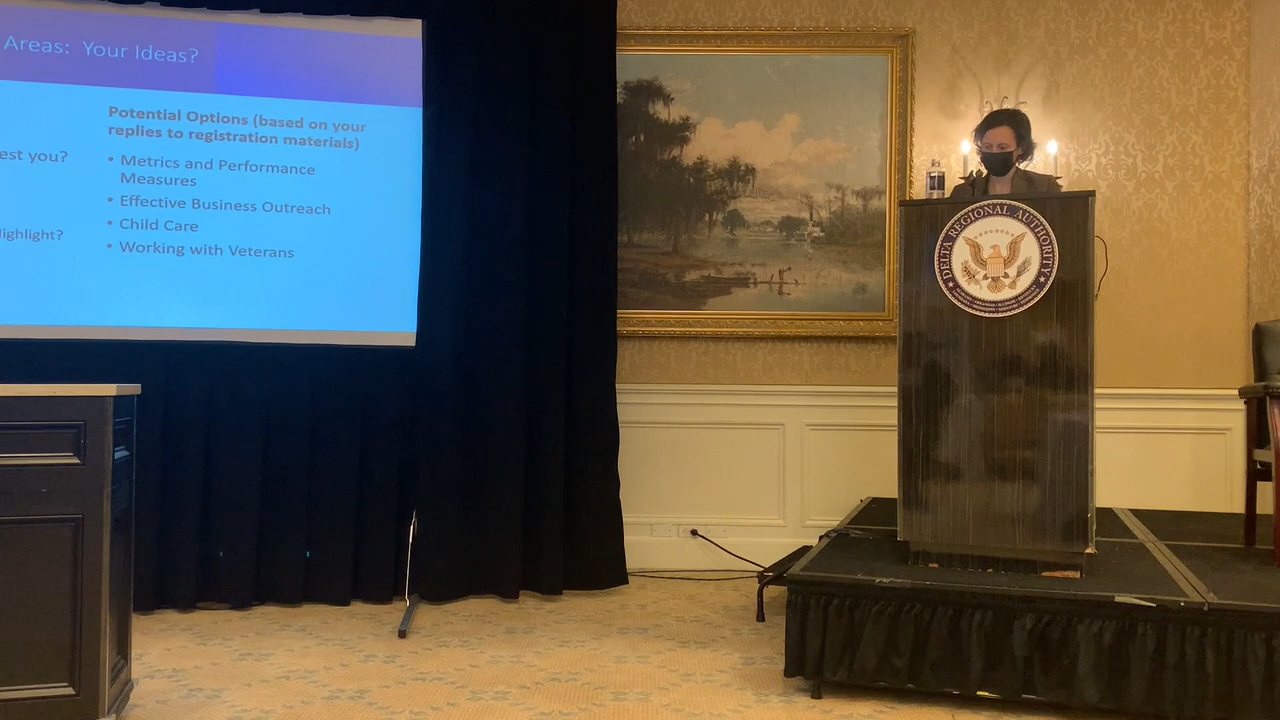 Areas: Your Ideas?
Potential Options (based on your
replies to registration materials)
est you?
• Metrics and Performance
Measures
• Effective Business Outreach
• Child Care
Highlight?
• Working with Veterans
DELTA REGIONAL AUTHORITY